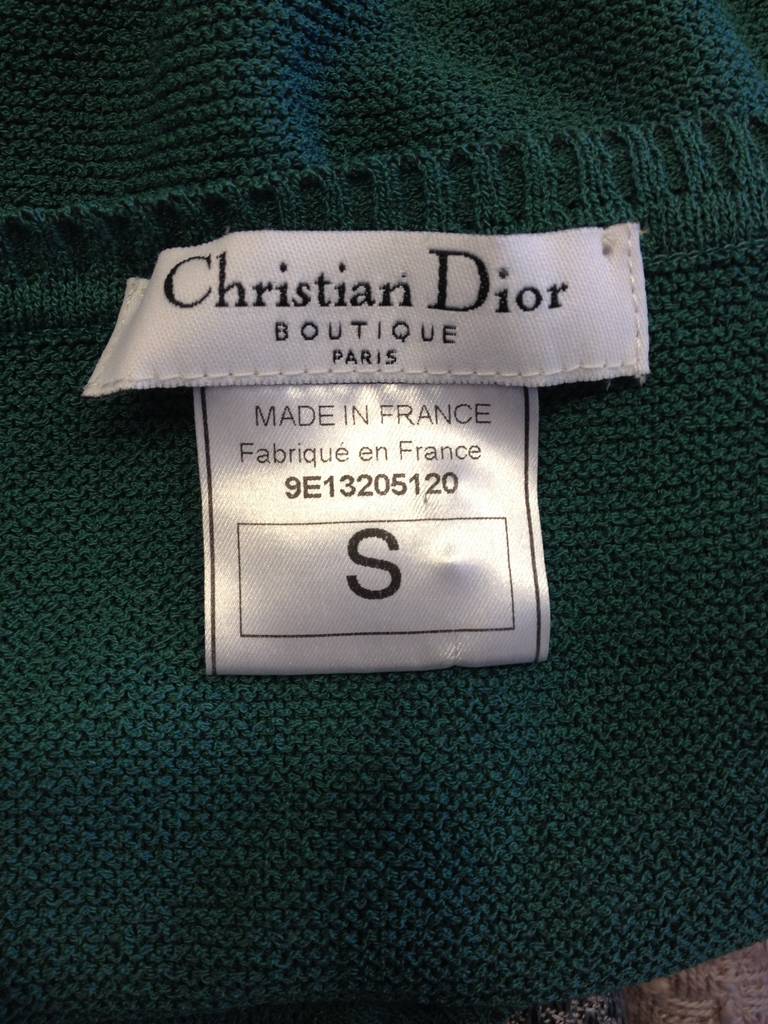 Christian Dior
BOUTIQUE
PARIS
MADE IN FRANCE
Fabriqué en France
9E13205120
S